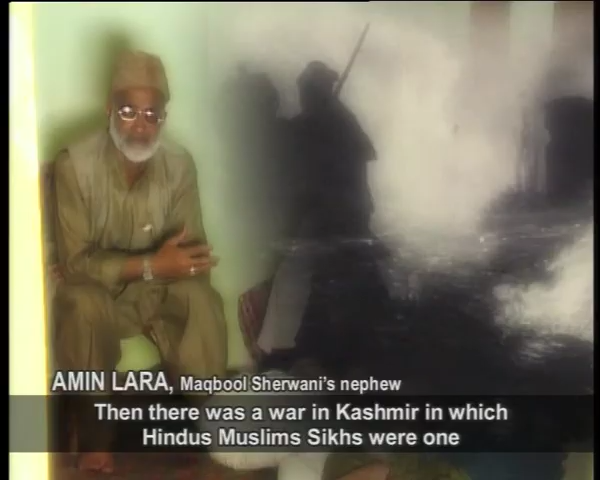 AMIN LARA, Maqbool Sherwani's nephew
Then there was a war in Kashmir in which
Hindus Muslims Sikhs were one